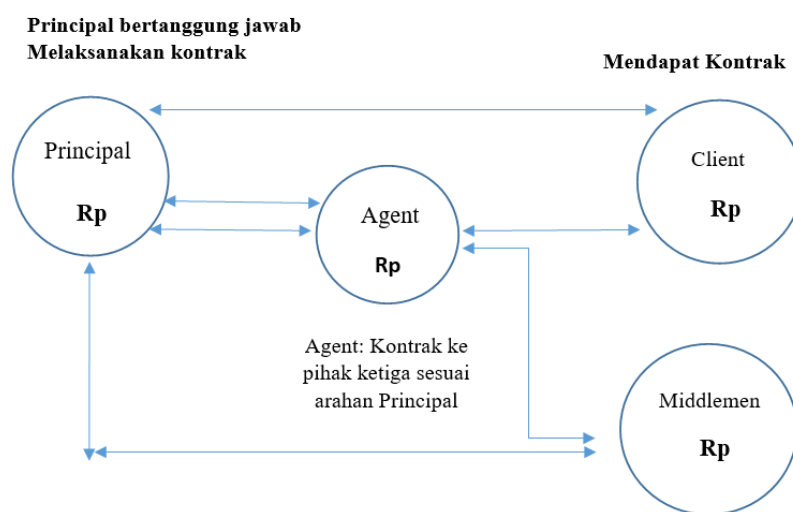 Principal bertanggung jawab
Melaksanakan kontrak
Mendapat Kontrak
Principal
Rp
Agent
Rp
Client
Rp
Agent: Kontrak ke
pihak ketiga sesuai
arahan Principal
Middlemen
Rp